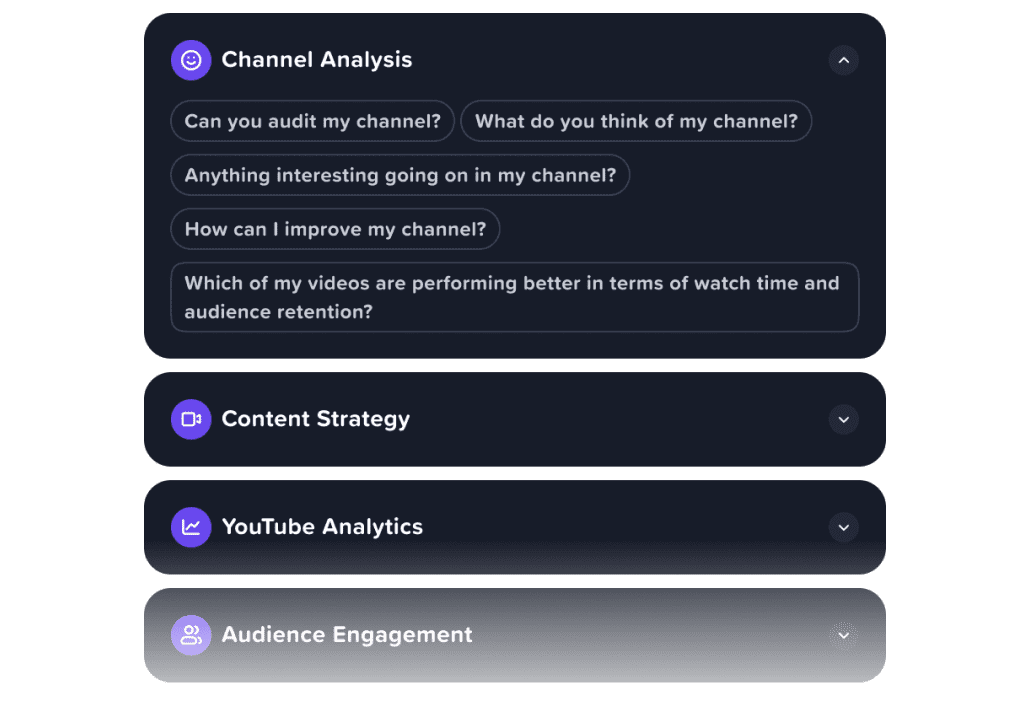 Channel Analysis
Can you audit my channel?
What do you think of my channel?
Anything interesting going on in my channel?
How can I improve my channel?
Which of my videos are performing better in terms of watch time and
audience retention?
Content Strategy
YouTube Analytics
Audience Engagement